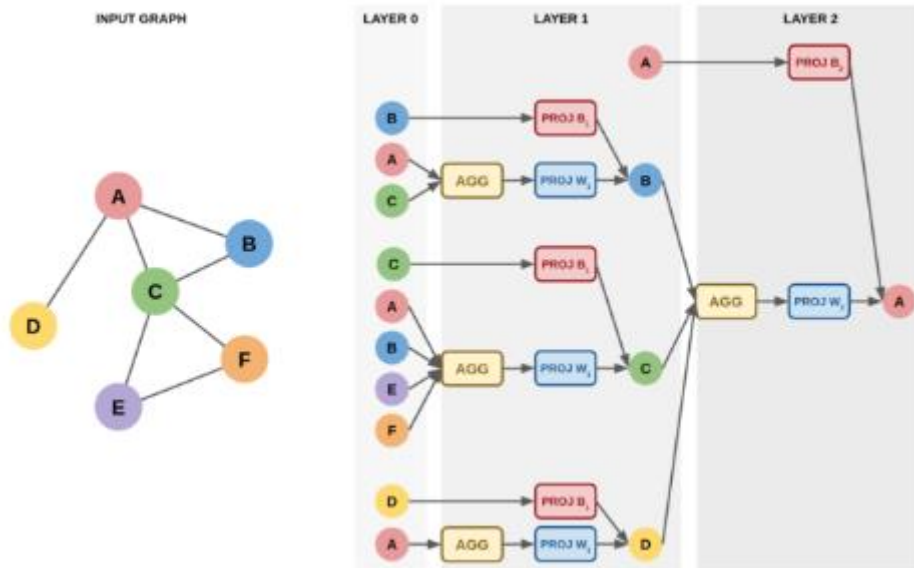 INPUT GRAPH
LAYER 0
LAYER 1
LAYER 2
A
B
C
D
F
E
A
PROJ B₂
B
PROJ B₁
A
C
AGG
PROJ W₁
B
C
PROJ B₁
A
B
E
F
AGG
PROJ W₁
C
AGG
PROJ W₂
A
D
PROJ B₁
A
AGG
PROJ W₁
D